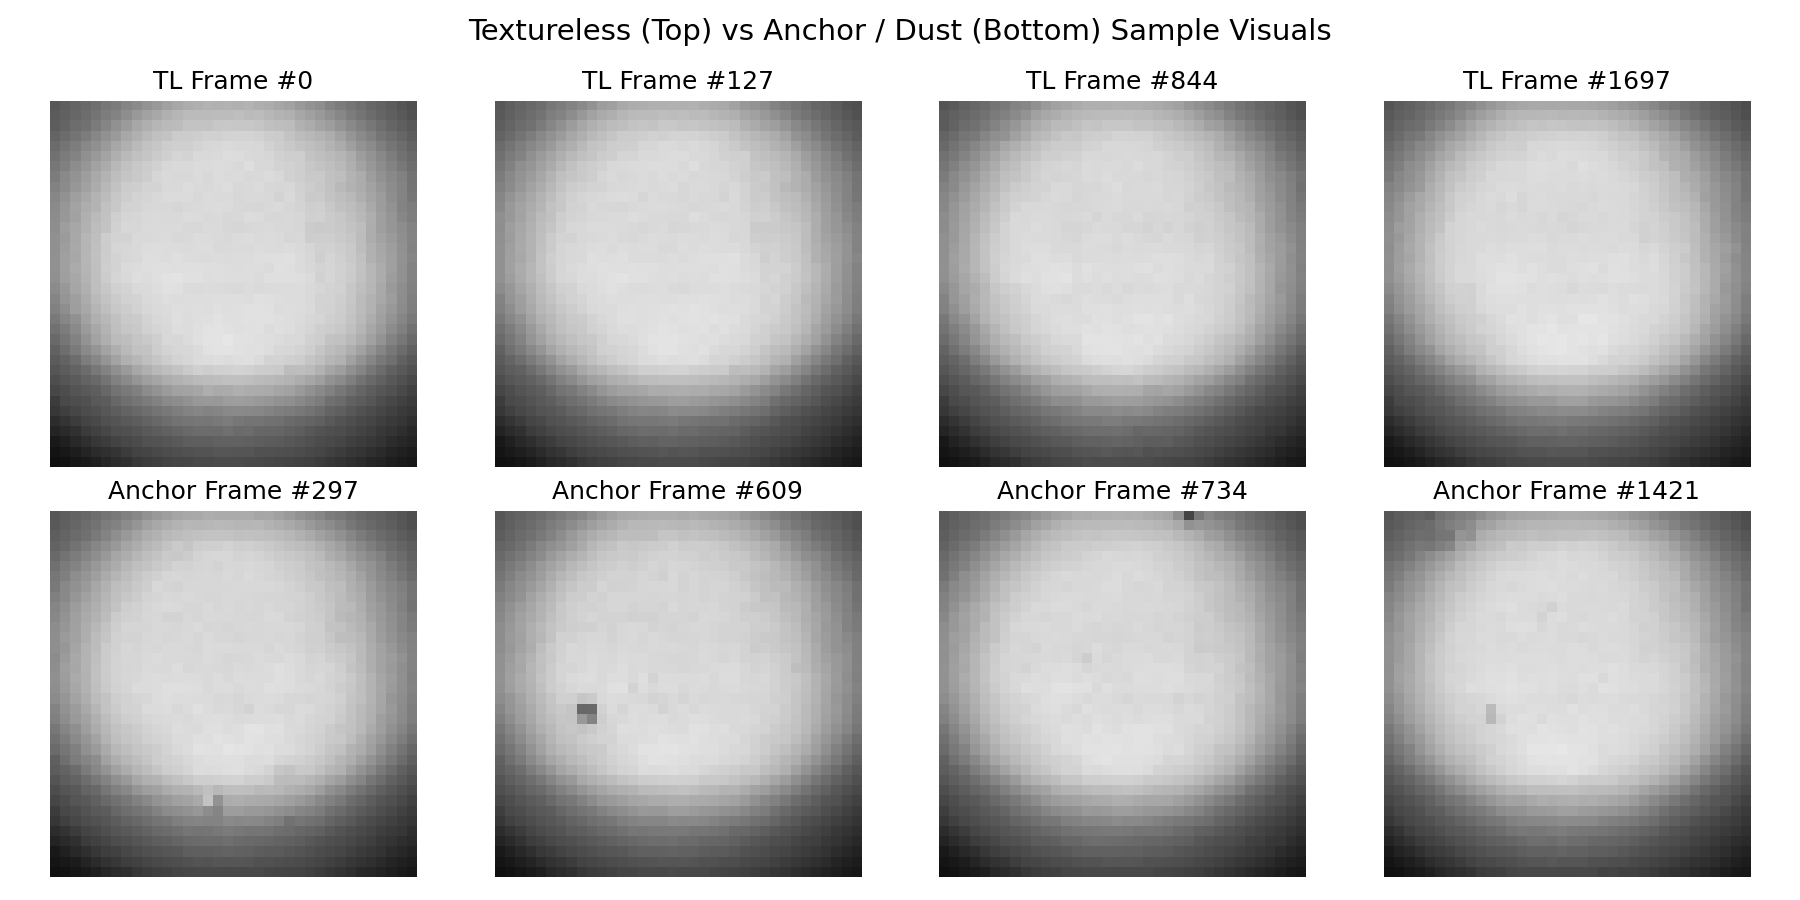 Textureless (Top) vs Anchor / Dust (Bottom) Sample Visuals
TL Frame #0
TL Frame #127
TL Frame #844
TL Frame #1697
Anchor Frame #297
Anchor Frame #609
Anchor Frame #734
Anchor Frame #1421